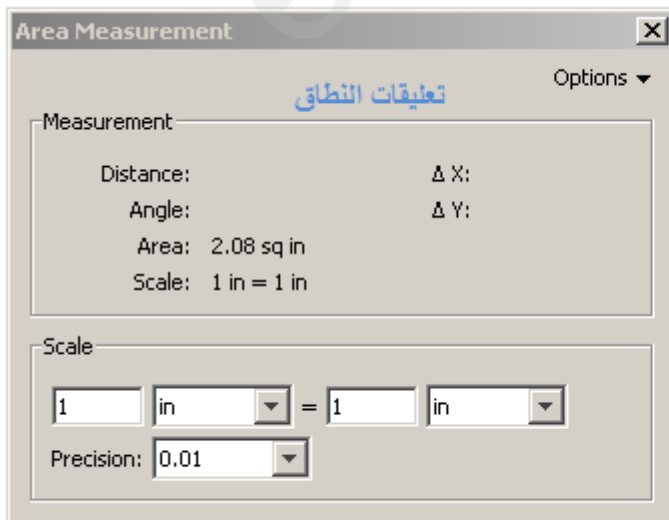 Area Measurement
Options
تعليقات النطاق
Measurement
Distance: Δ X:
Angle: Δ Y:
Area: 2.08 sq in
Scale: 1 in = 1 in
Scale
1 in = 1 in
Precision: 0.01